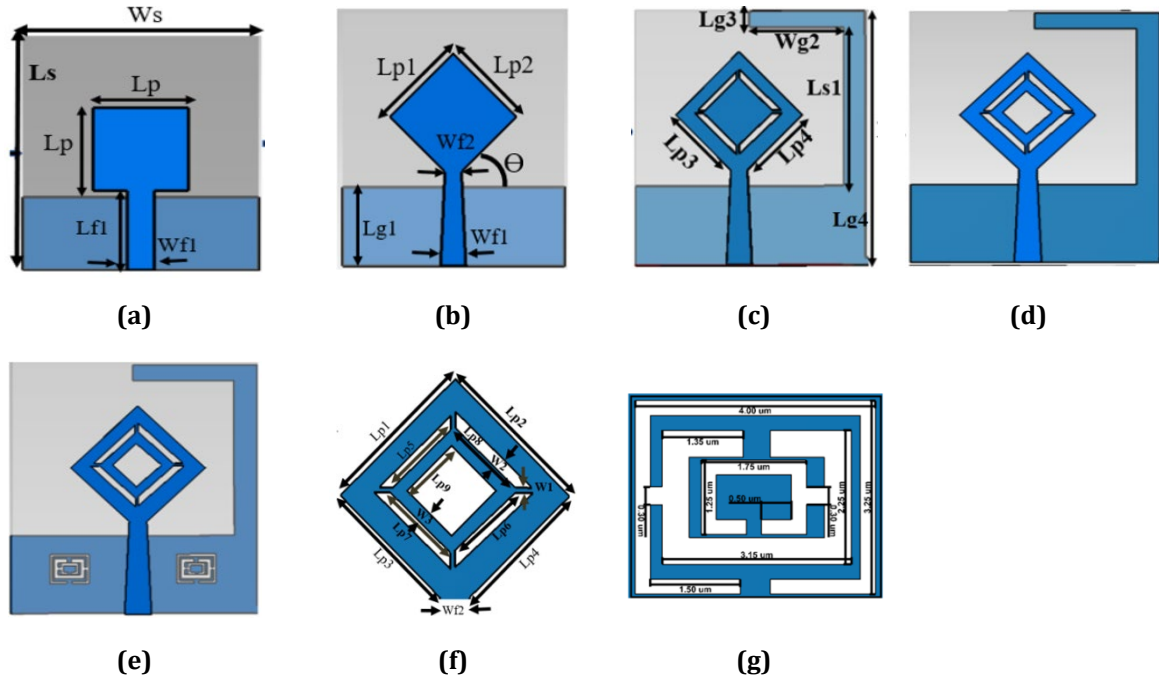 Ws
Ls
Lp
Lp
Lf1
Wf1
(a)
Lp1
Lp2
Wf2
Θ
Lg1
Wf1
(b)
Lg3
Wg2
Ls1
Lp3
Lp4
Lg4
(c)
(d)
(e)
Lp1
Lp2
Lp8
Lp5
W2
Lp9
W1
W3
Lp7
Lp6
Lp3
Lp4
Wf2
(f)
4.00 um
1.35 um
1.75 um
0.50 um
1.25 um
0.30 um
0.30 um
2.25 um
3.25 um
3.15 um
1.50 um
(g)